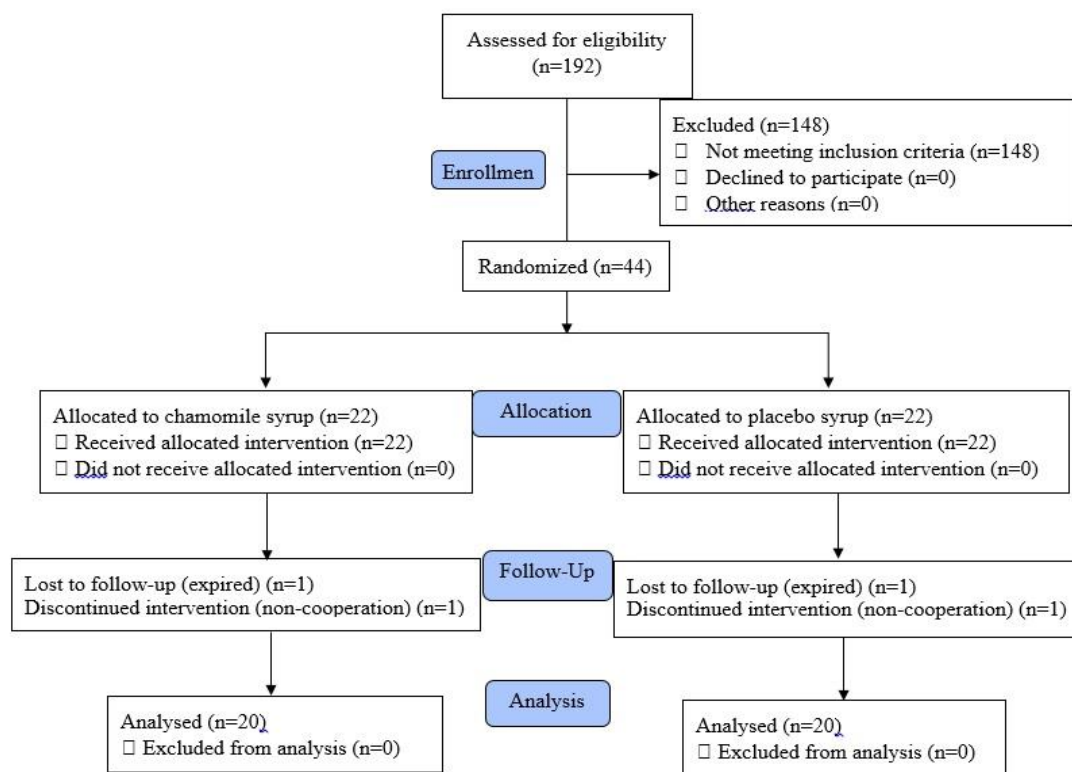 Assessed for eligibility
(n=192)
Excluded (n=148)
☐ Not meeting inclusion criteria (n=148)
☐ Declined to participate (n=0)
☐ Other reasons (n=0)
Enrollmen
Randomized (n=44)
Allocated to chamomile syrup (n=22)
☐ Received allocated intervention (n=22)
☐ Did not receive allocated intervention (n=0)
Allocation
Allocated to placebo syrup (n=22)
☐ Received allocated intervention (n=22)
☐ Did not receive allocated intervention (n=0)
Lost to follow-up (expired) (n=1)
Discontinued intervention (non-cooperation) (n=1)
Follow-Up
Lost to follow-up (expired) (n=1)
Discontinued intervention (non-cooperation) (n=1)
Analysed (n=20)
☐ Excluded from analysis (n=0)
Analysis
Analysed (n=20)
☐ Excluded from analysis (n=0)